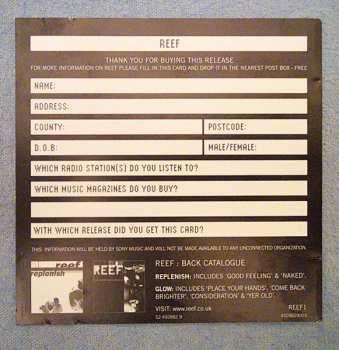 REEF
THANK YOU FOR BUYING THIS RELEASE
FOR MORE INFORMATION ON REEF PLEASE FILL IN THIS CARD AND DROP IT IN THE NEAREST POST BOX - FREE
NAME:
ADDRESS:
COUNTY: POSTCODE:
D.O.B: MALE/FEMALE:
WHICH RADIO STATION(S) DO YOU LISTEN TO?
WHICH MUSIC MAGAZINES DO YOU BUY?
WITH WHICH RELEASE DID YOU GET THIS CARD?
THIS INFORMATION WILL BE HELD BY SONY MUSIC AND WILL NOT BE MADE AVAILABLE TO ANY UNCONNECTED ORGANIZATION.
reef
replenish
REEF
REEF : BACK CATALOGUE
REPLENISH: INCLUDES 'GOOD FEELING' & 'NAKED'.
GLOW: INCLUDES 'PLACE YOUR HANDS', 'COME BACK
BRIGHTER', 'CONSIDERATION' & 'YER OLD'.
VISIT: www.reef.co.uk
REEF1